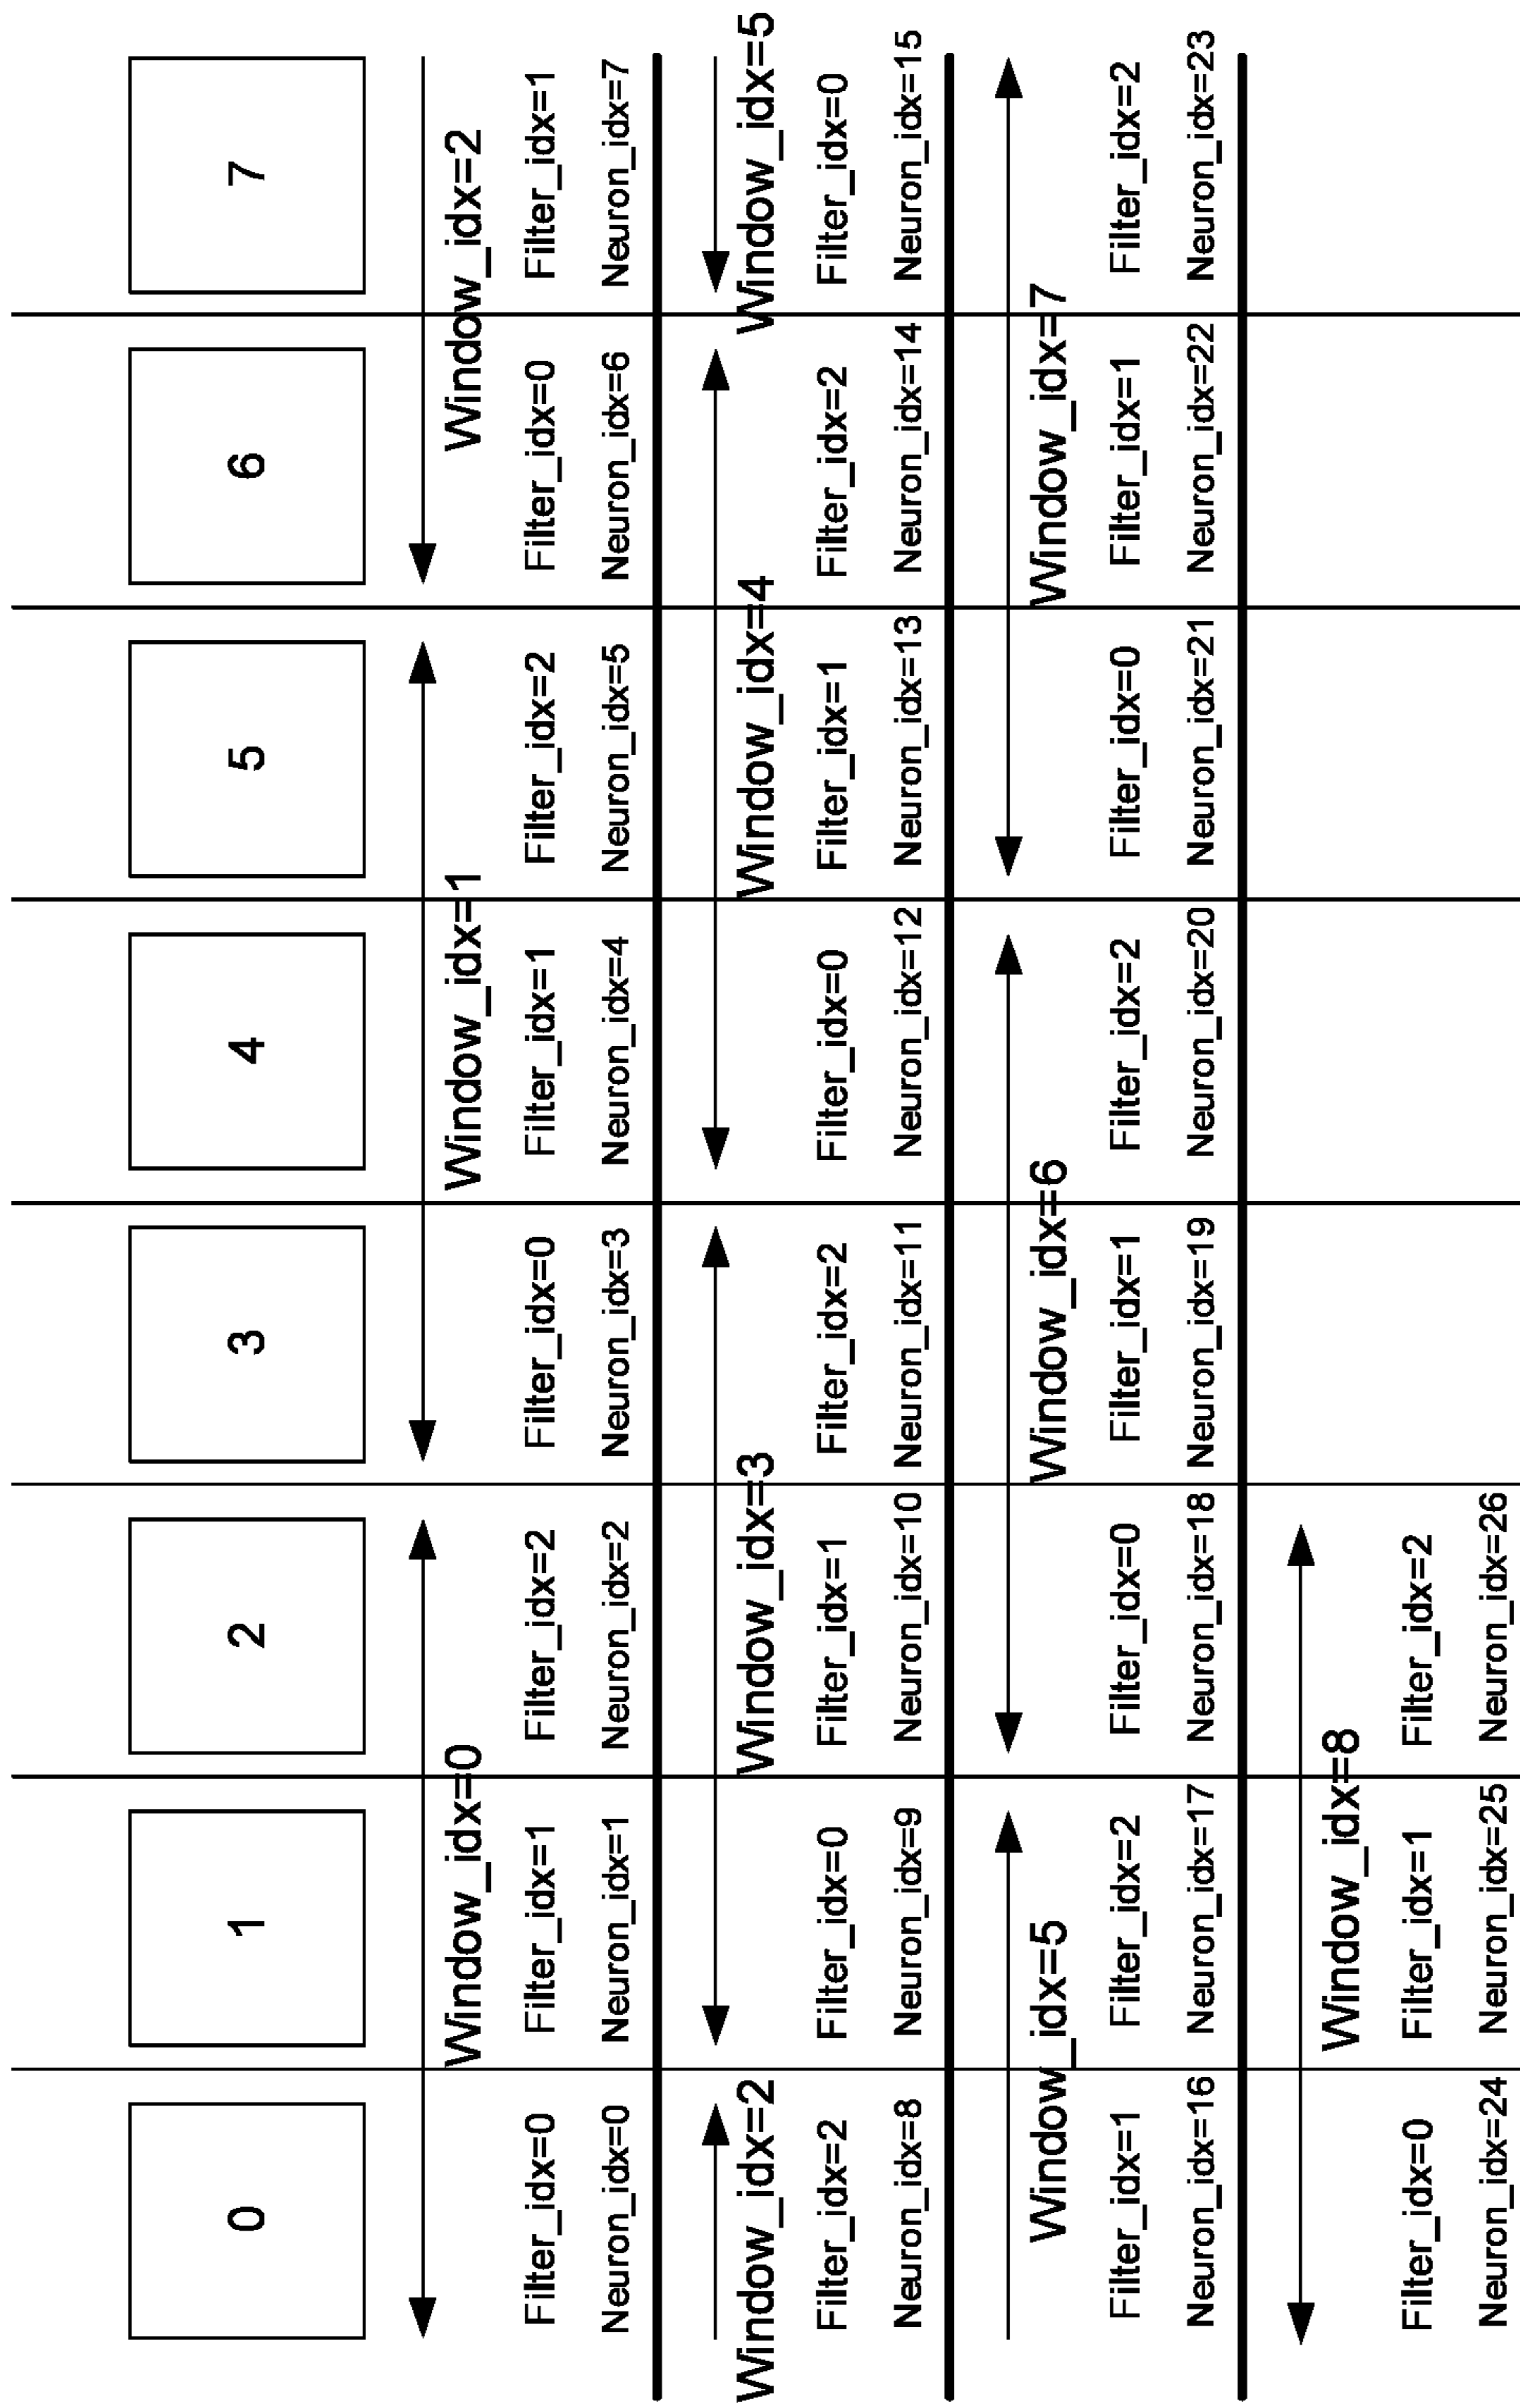 0 1 2 3 4 5 6 7
Window_idx=0 Window_idx=1 Window_idx=2
Filter_idx=0 Filter_idx=1 Filter_idx=2 Filter_idx=0 Filter_idx=1 Filter_idx=2 Filter_idx=0 Filter_idx=1
Neuron_idx=0 Neuron_idx=1 Neuron_idx=2 Neuron_idx=3 Neuron_idx=4 Neuron_idx=5 Neuron_idx=6 Neuron_idx=7
Window_idx=2 Window_idx=3 Window_idx=4 Window_idx=5
Filter_idx=2 Filter_idx=0 Filter_idx=1 Filter_idx=2 Filter_idx=0 Filter_idx=1 Filter_idx=2 Filter_idx=0
Neuron_idx=8 Neuron_idx=9 Neuron_idx=10 Neuron_idx=11 Neuron_idx=12 Neuron_idx=13 Neuron_idx=14 Neuron_idx=15
Window_idx=5 Window_idx=6 Window_idx=7
Filter_idx=1 Filter_idx=2 Filter_idx=0 Filter_idx=1 Filter_idx=2 Filter_idx=0 Filter_idx=1 Filter_idx=2
Neuron_idx=16 Neuron_idx=17 Neuron_idx=18 Neuron_idx=19 Neuron_idx=20 Neuron_idx=21 Neuron_idx=22 Neuron_idx=23
Window_idx=8
Filter_idx=0 Filter_idx=1 Filter_idx=2
Neuron_idx=24 Neuron_idx=25 Neuron_idx=26